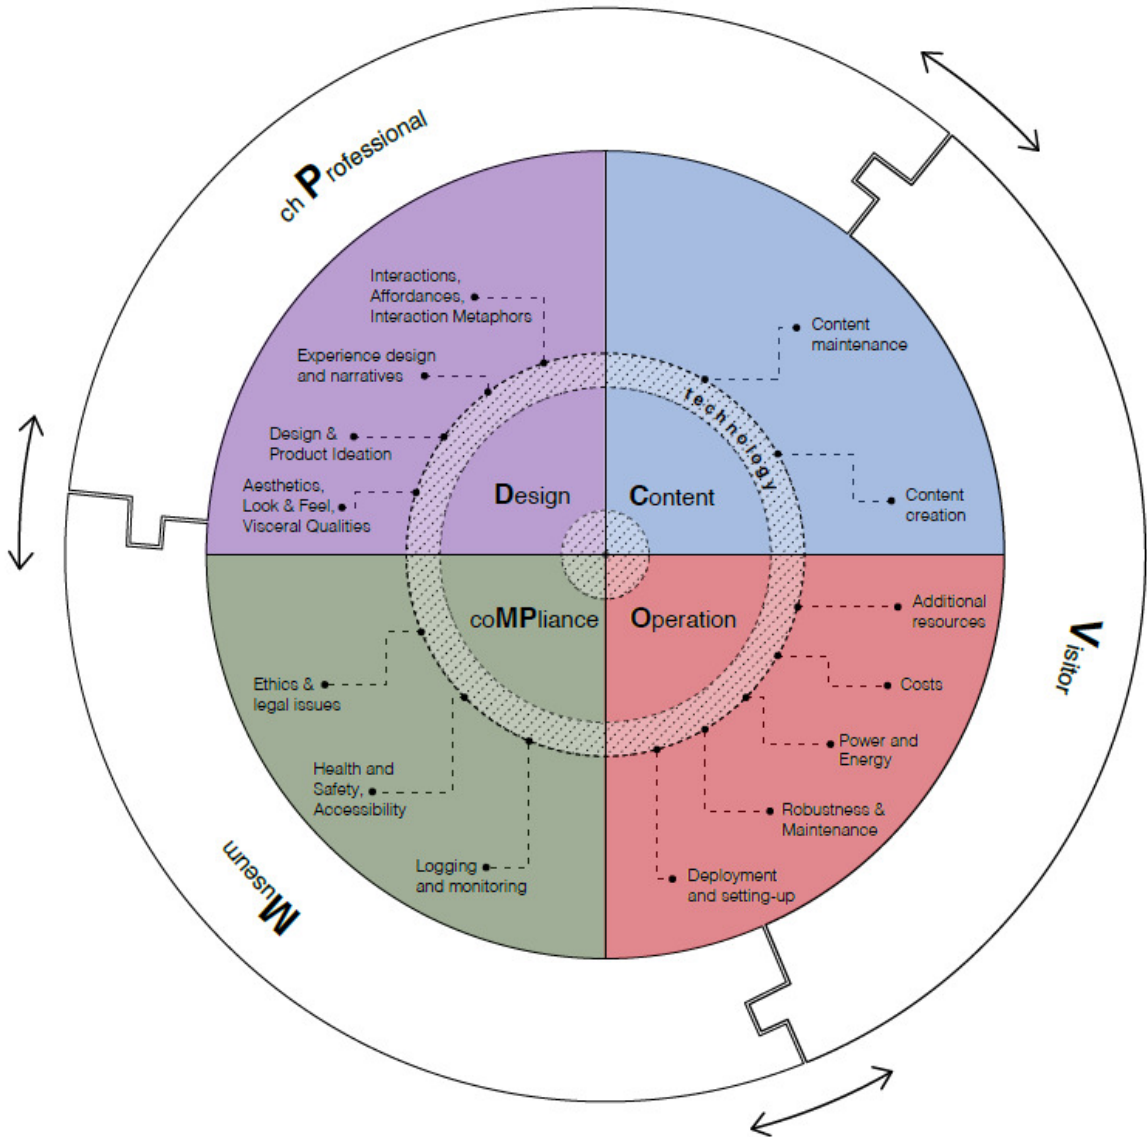 ch Professional
Interactions,
Affordances,
Interaction Metaphors
Experience design
and narratives
Design &
Product Ideation
Aesthetics,
Look & Feel,
Visceral Qualities
Design
Content
maintenance
technology
Content
creation
Content
coMPliance
Ethics &
legal issues
Health and
Safety,
Accessibility
Logging
and monitoring
Operation
Additional
resources
Costs
Power and
Energy
Robustness &
Maintenance
Deployment
and setting-up
Visitor
Museum